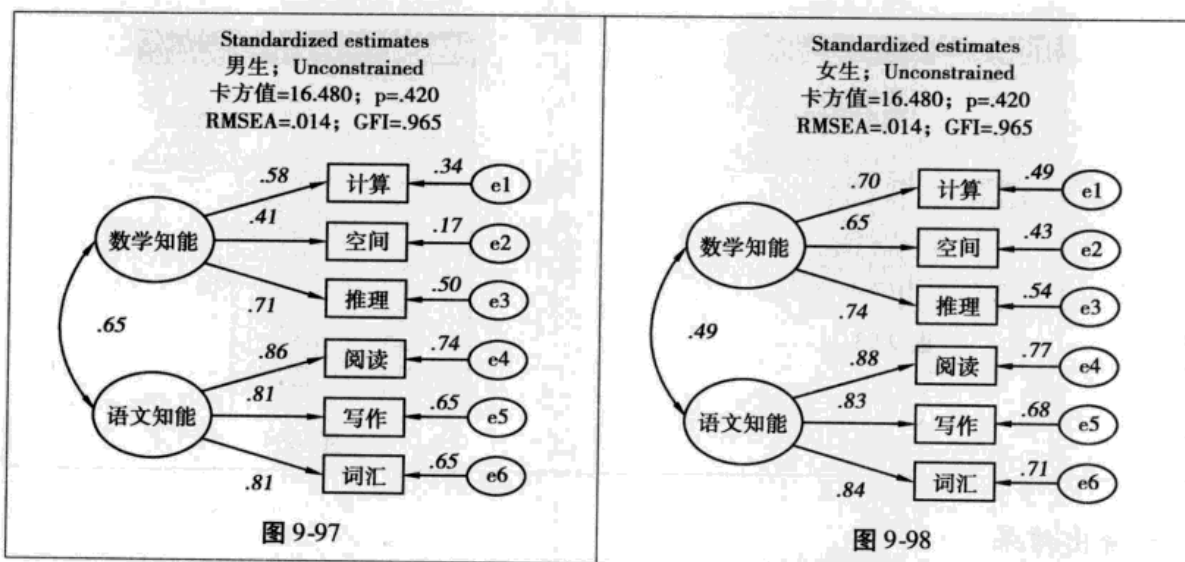 Standardized estimates
男生；Unconstrained
卡方值=16.480；p=.420
RMSEA=.014；GFI=.965
.58
计算
.34
e1
.41
数学知能
空间
.17
e2
.71
推理
.50
e3
.65
.86
阅读
.74
e4
.81
语文知能
写作
.65
e5
.81
词汇
.65
e6
图 9-97
Standardized estimates
女生；Unconstrained
卡方值=16.480；p=.420
RMSEA=.014；GFI=.965
.70
计算
.49
e1
.65
数学知能
空间
.43
e2
.74
推理
.54
e3
.49
.88
阅读
.77
e4
.83
语文知能
写作
.68
e5
.84
词汇
.71
e6
图 9-98